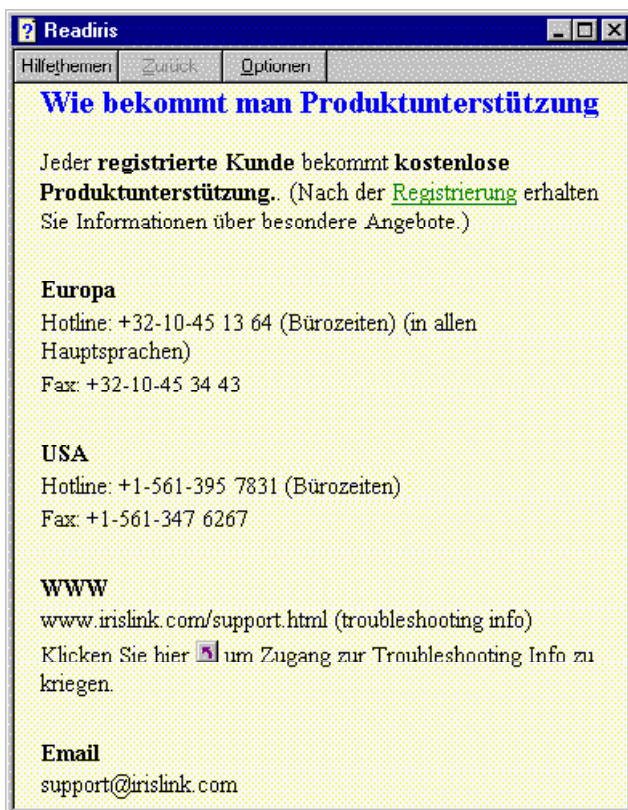 Readiris
Hilfethemen Zurück Optionen
Wie bekommt man Produktunterstützung
Jeder registrierte Kunde bekommt kostenlose
Produktunterstützung.. (Nach der Registrierung erhalten
Sie Informationen über besondere Angebote.)
Europa
Hotline: +32-10-45 13 64 (Bürozeiten) (in allen
Hauptsprachen)
Fax: +32-10-45 34 43
USA
Hotline: +1-561-395 7831 (Bürozeiten)
Fax: +1-561-347 6267
WWW
www.irislink.com/support.html (troubleshooting info)
Klicken Sie hier um Zugang zur Troubleshooting Info zu
kriegen.
Email
support@irislink.com